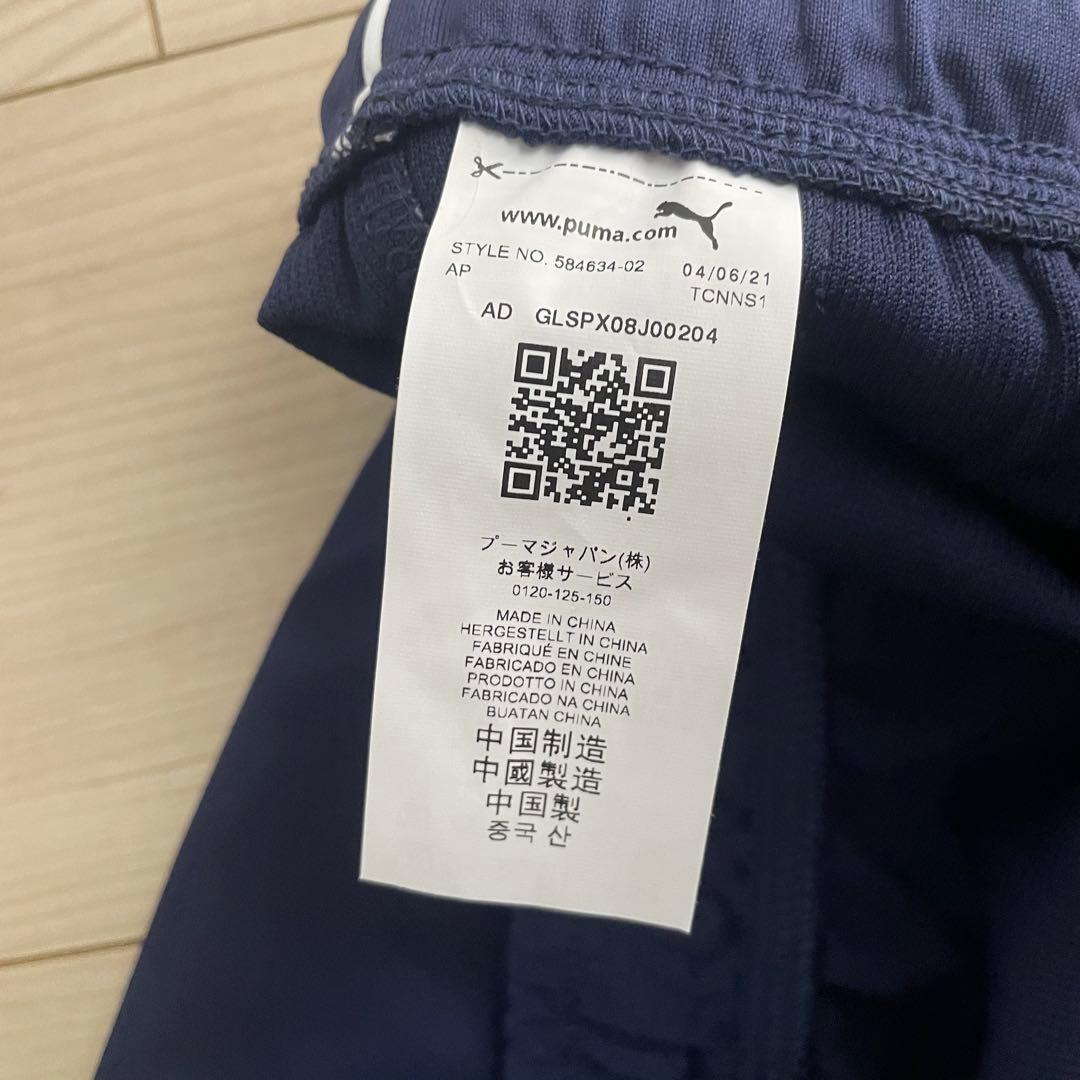 www.puma.com
STYLE NO. 584634-02 04/06/21
AP TCNNS1
AD GLSPX08J00204
プーマジャパン(株)
お客様サービス
0120-125-150
MADE IN CHINA
HERGESTELLT IN CHINA
FABRIQUÉ EN CHINE
FABRICADO EN CHINA
PRODOTTO IN CHINA
FABRICADO NA CHINA
BUATAN CHINA
中国制造
中國製造
中国製
중국 산